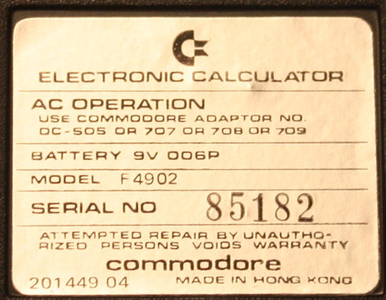 ELECTRONIC CALCULATOR
AC OPERATION
USE COMMODORE ADAPTOR NO.
DC-505 OR 707 OR 708 OR 709
BATTERY 9V 006P
MODEL F4902
SERIAL NO 85182
ATTEMPTED REPAIR BY UNAUTHO-
RIZED PERSONS VOIDS WARRANTY
commodore
201449 04 MADE IN HONG KONG